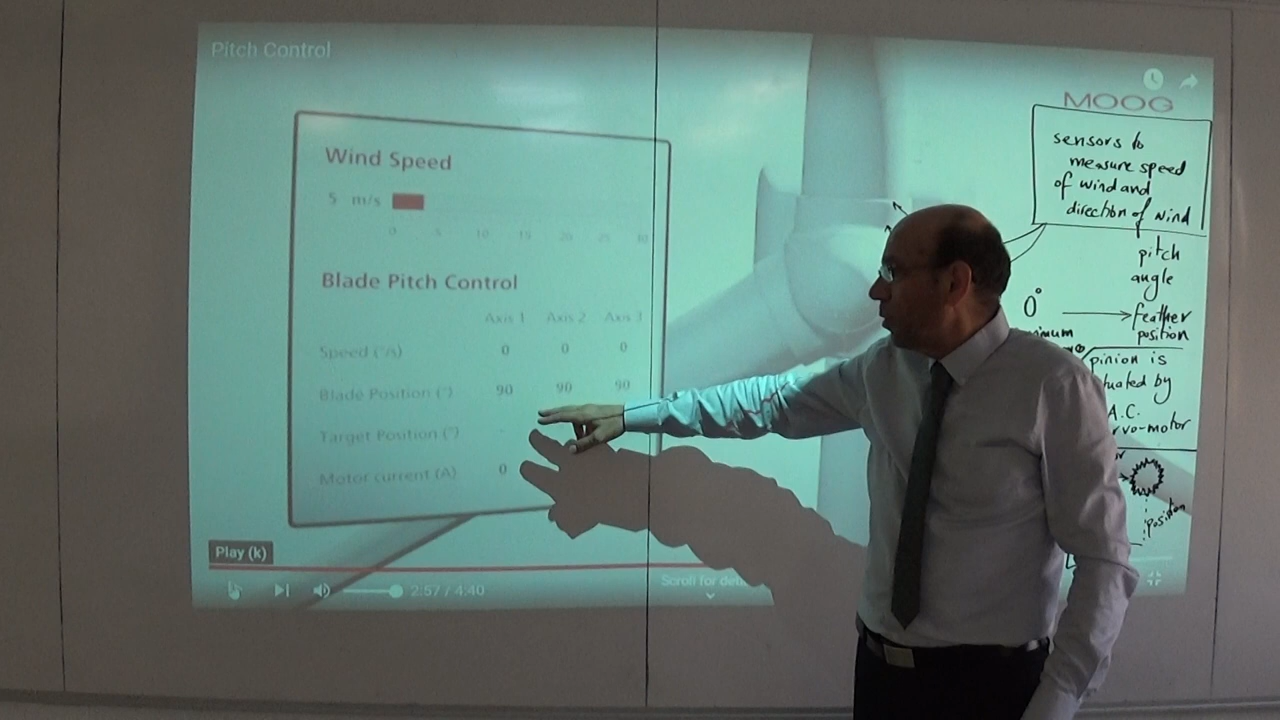 Pitch Control
MOOG
Wind Speed
5 m/s
0 5 10 15 20 25 30
Blade Pitch Control
Axis 1 Axis 2 Axis 3
Speed (°/s) 0 0 0
Blade Position (°) 90 90 90
Target Position (°) -
Motor current (A) 0
Play (k)
2:57 / 4:40
Scroll for
sensors to
measure speed
of wind and
direction of wind
pitch
angle
0° feather
position
pinion is
A.C.
position